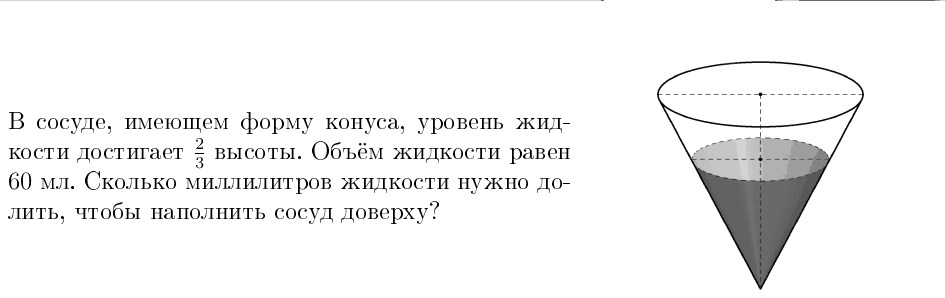 В сосуде, имеющем форму конуса, уровень жид-
кости достигает 2/3 высоты. Объём жидкости равен
60 мл. Сколько миллилитров жидкости нужно до-
лить, чтобы наполнить сосуд доверху?